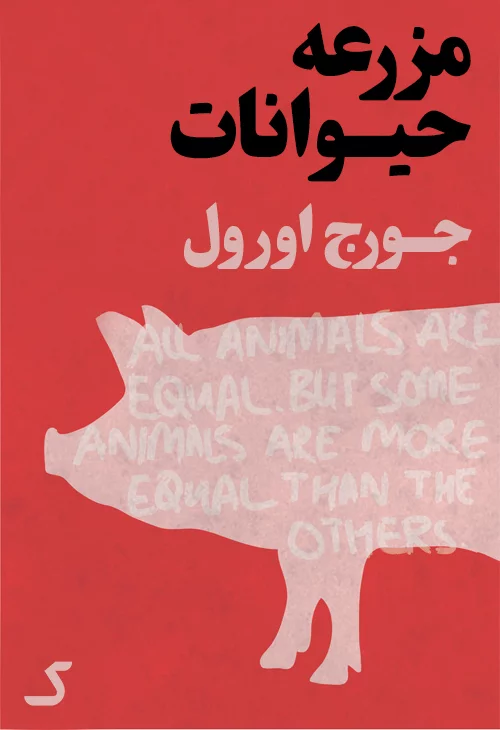 مزرعه
حیوانات
جورج اورول
ALL ANIMALS ARE
EQUAL. BUT SOME
ANIMALS ARE MORE
EQUAL THAN THE
OTHERS.
ک